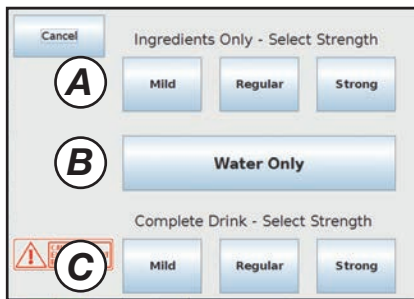 Cancel
Ingredients Only - Select Strength
A
Mild Regular Strong
B
Water Only
Complete Drink - Select Strength
C
Mild Regular Strong